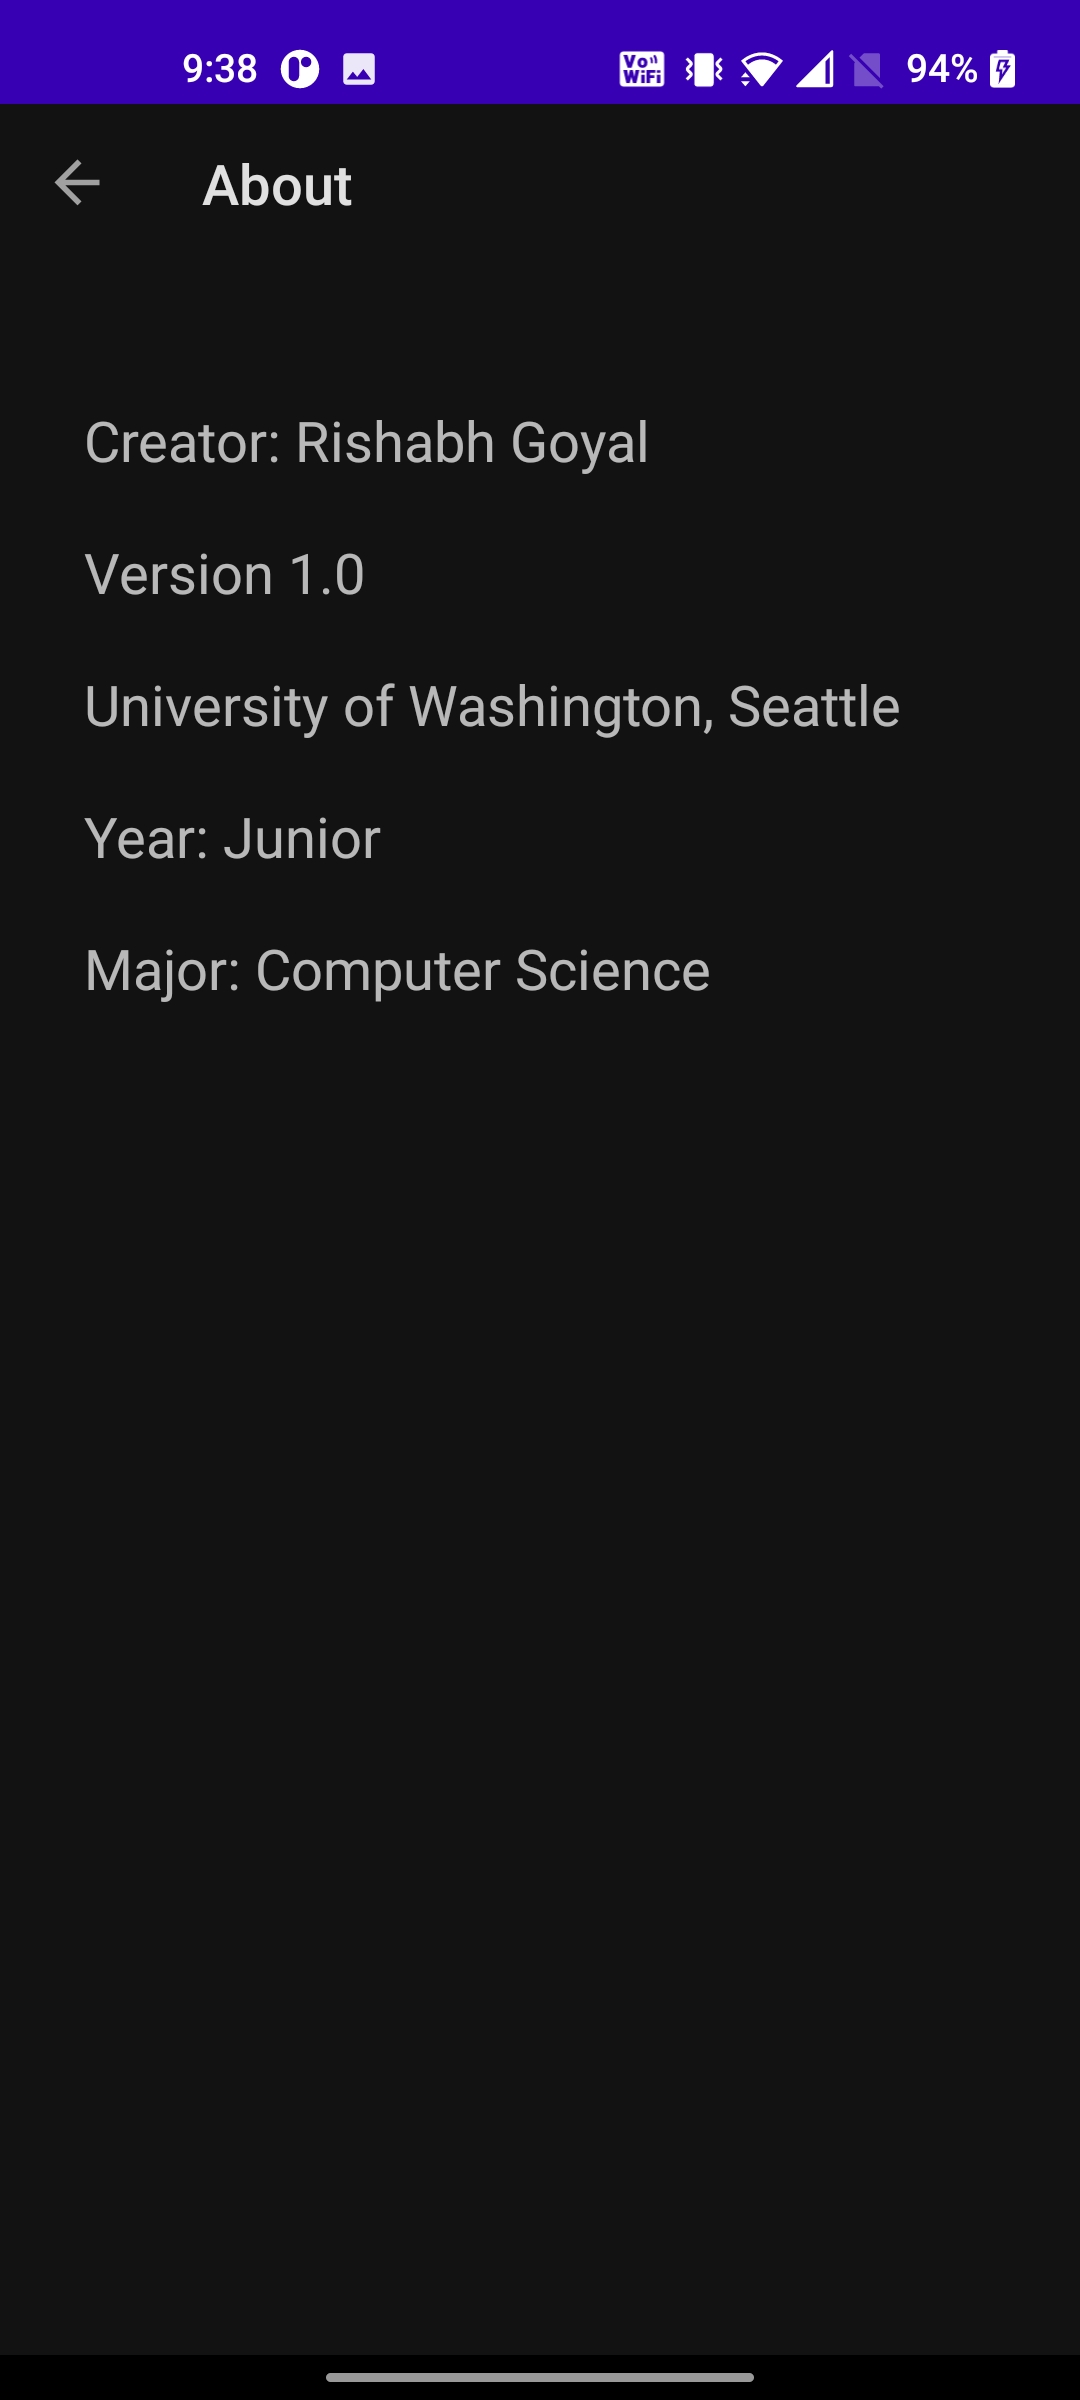 9:38
Vo
WiFi
94%
About
Creator: Rishabh Goyal
Version 1.0
University of Washington, Seattle
Year: Junior
Major: Computer Science